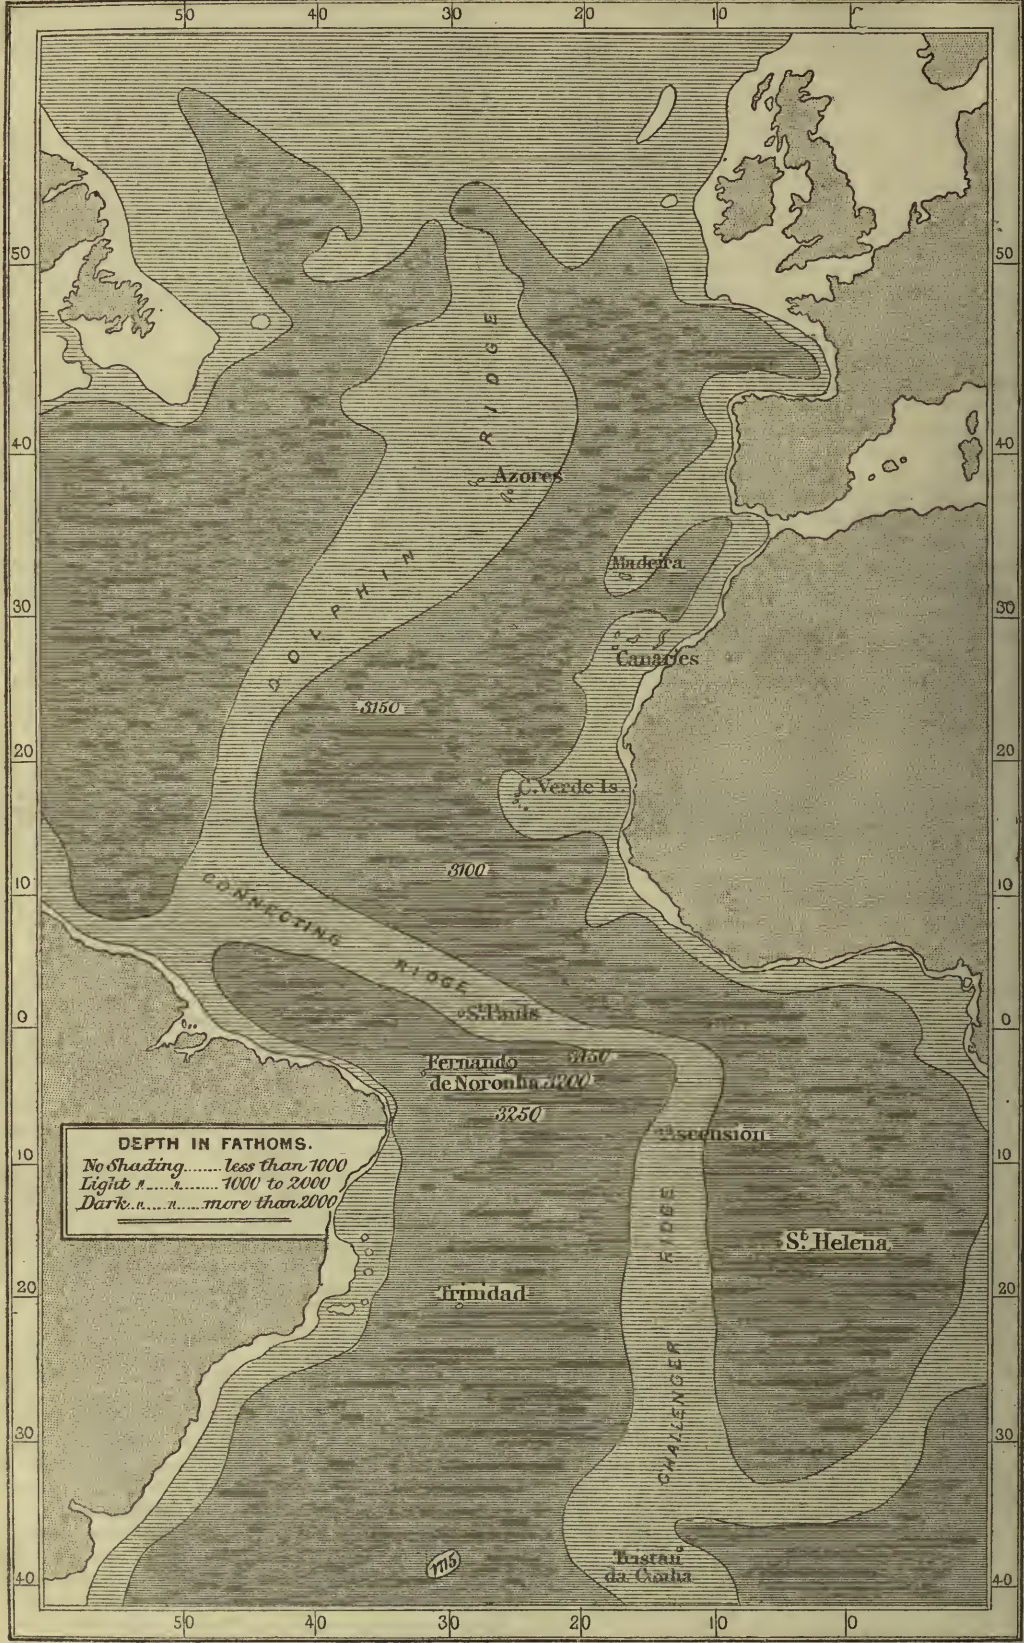 50 40 30 20 10 0
50 50
RIDGE
40 40
Azores
Madeira
DOLPHIN
30 30
Canaries
3150
20 20
C. Verde Is.
3100
10 10
CONNECTING
RIDGE
St. Pauls
0 0
3150
Fernando
de Noronha 3200
3250
Ascension
DEPTH IN FATHOMS.
No Shading........ less than 1000
Light " ...... " ........ 1000 to 2000
Dark " ..... " ...... more than 2000
10 10
RIDGE
St. Helena
20 20
Trinidad
CHALLENGER
30 30
1715
Tristan
da Cunha
40 40
50 40 30 20 10 0